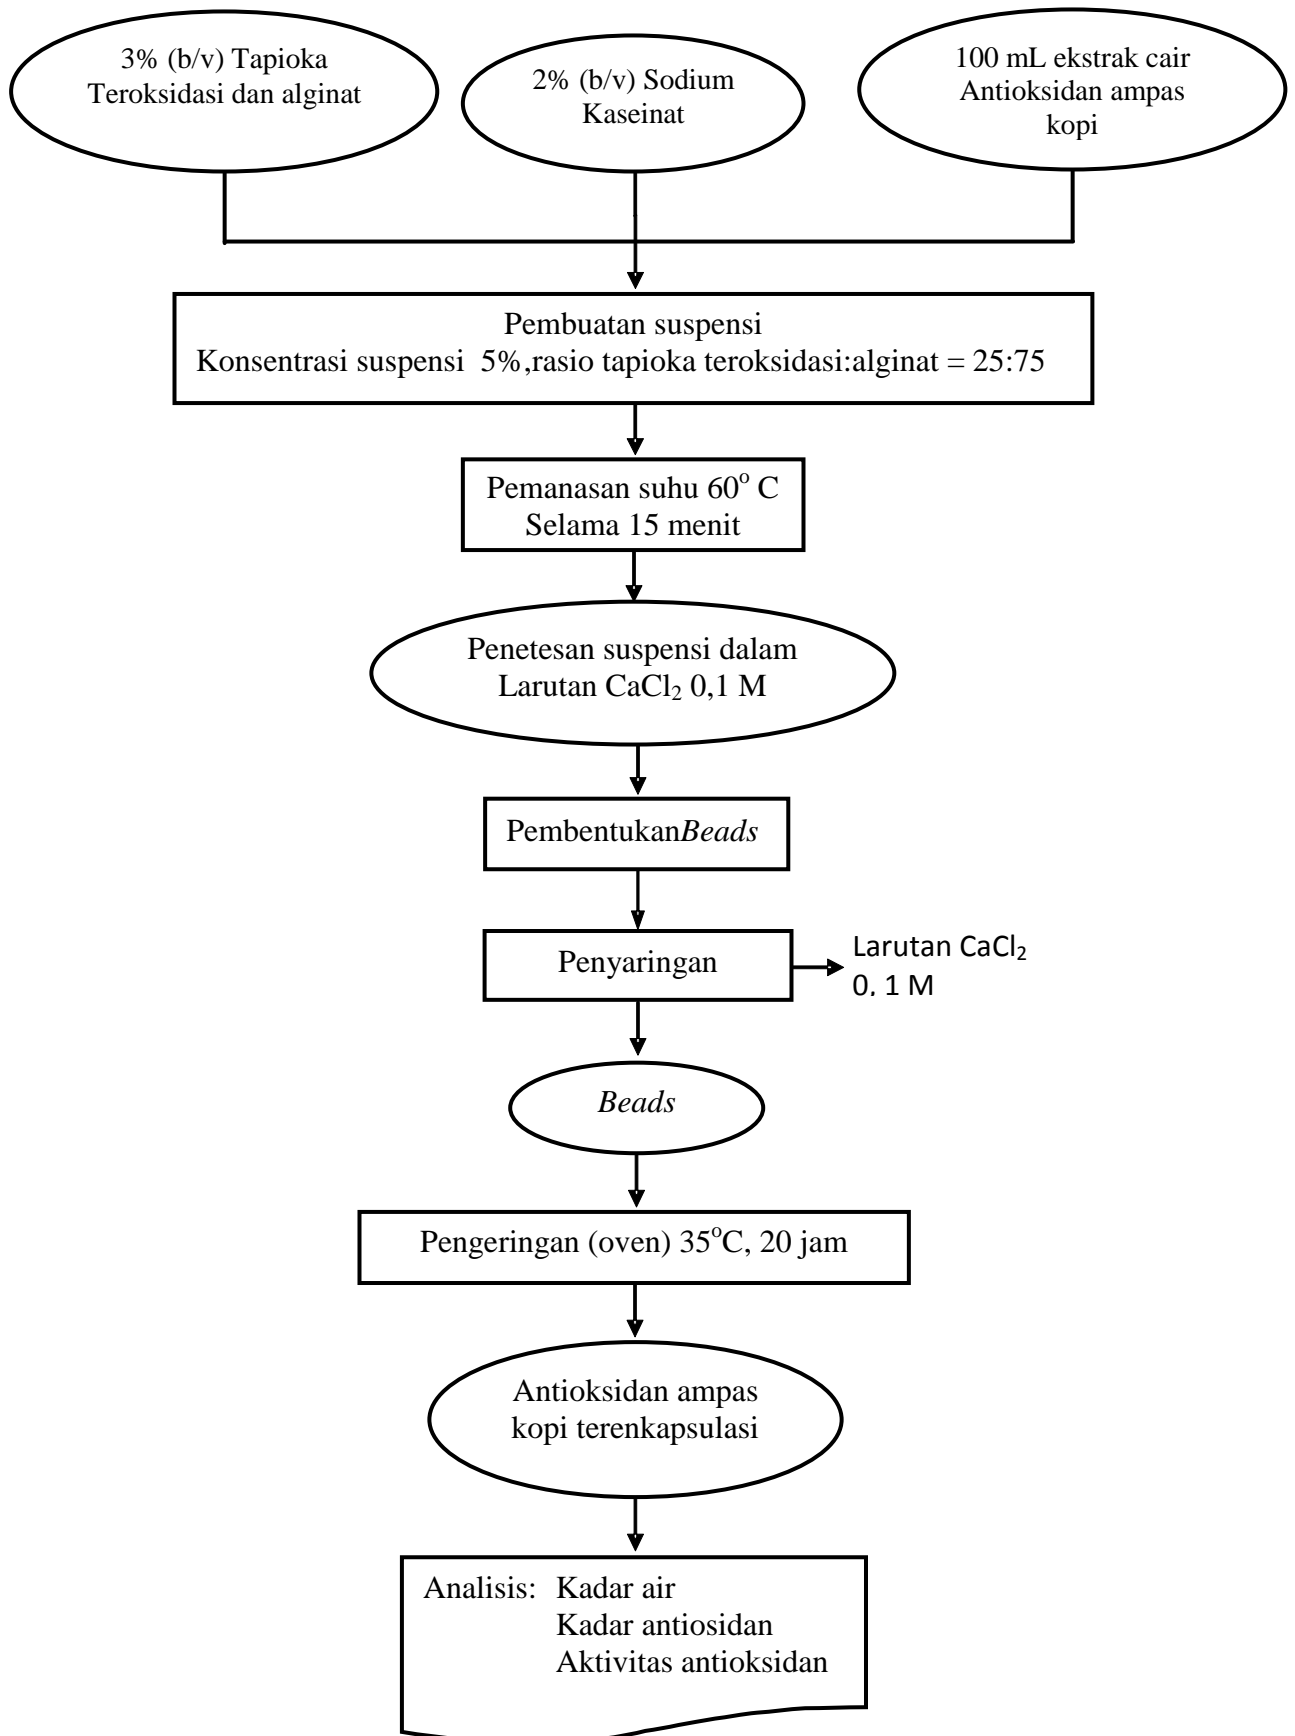 3% (b/v) Tapioka
Teroksidasi dan alginat
2% (b/v) Sodium
Kaseinat
100 mL ekstrak cair
Antioksidan ampas
kopi
Pembuatan suspensi
Konsentrasi suspensi 5%,rasio tapioka teroksidasi:alginat = 25:75
Pemanasan suhu 60° C
Selama 15 menit
Penetesan suspensi dalam
Larutan CaCl₂ 0,1 M
PembentukanBeads
Penyaringan
Larutan CaCl₂
0, 1 M
Beads
Pengeringan (oven) 35°C, 20 jam
Antioksidan ampas
kopi terenkapsulasi
Analisis: Kadar air
Kadar antiosidan
Aktivitas antioksidan